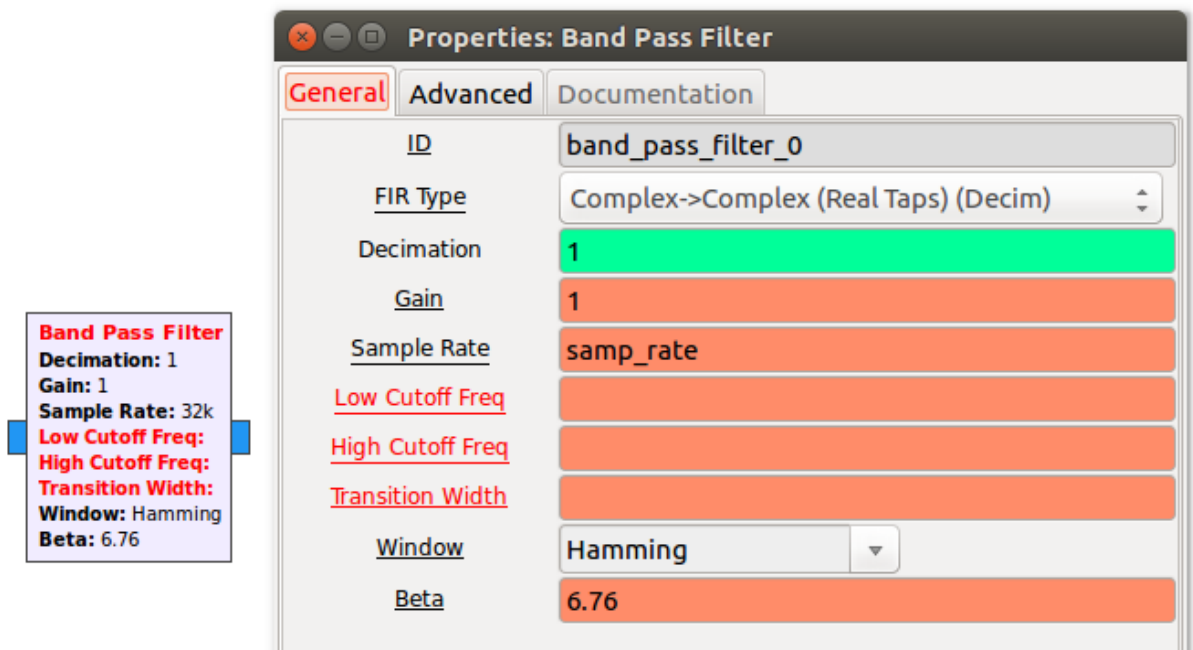 Properties: Band Pass Filter
General Advanced Documentation
ID band_pass_filter_0
FIR Type Complex->Complex (Real Taps) (Decim)
Decimation 1
Gain 1
Sample Rate samp_rate
Low Cutoff Freq
High Cutoff Freq
Transition Width
Window Hamming
Beta 6.76
Band Pass Filter
Decimation: 1
Gain: 1
Sample Rate: 32k
Low Cutoff Freq:
High Cutoff Freq:
Transition Width:
Window: Hamming
Beta: 6.76